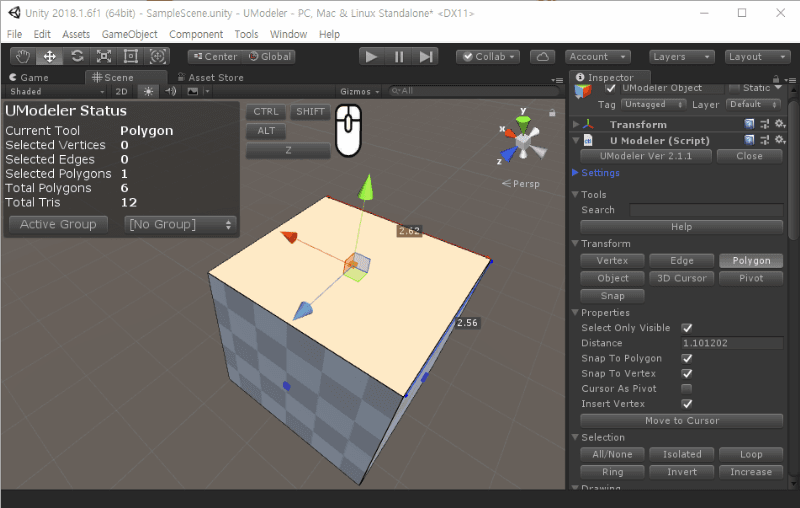 Unity 2018.1.6f1 (64bit) - SampleScene.unity - UModeler - PC, Mac & Linux Standalone* <DX11>
File Edit Assets GameObject Component Tools Window Help
Center Global Collab Account Layers Layout
Game Scene Asset Store
Shaded 2D Gizmos All
UModeler Status
Current Tool Polygon
Selected Vertices 0
Selected Edges 0
Selected Polygons 1
Total Polygons 6
Total Tris 12
Active Group [No Group]
CTRL SHIFT
ALT
Z
y
x
z
Persp
2.62
2.56
Inspector
UModeler Object Static
Tag Untagged Layer Default
Transform
U Modeler (Script)
UModeler Ver 2.1.1 Close
Settings
Tools
Search
Help
Transform
Vertex Edge Polygon
Object 3D Cursor Pivot
Snap
Properties
Select Only Visible
Distance 1.101202
Snap To Polygon
Snap To Vertex
Cursor As Pivot
Insert Vertex
Move to Cursor
Selection
All/None Isolated Loop
Ring Invert Increase
Drawing